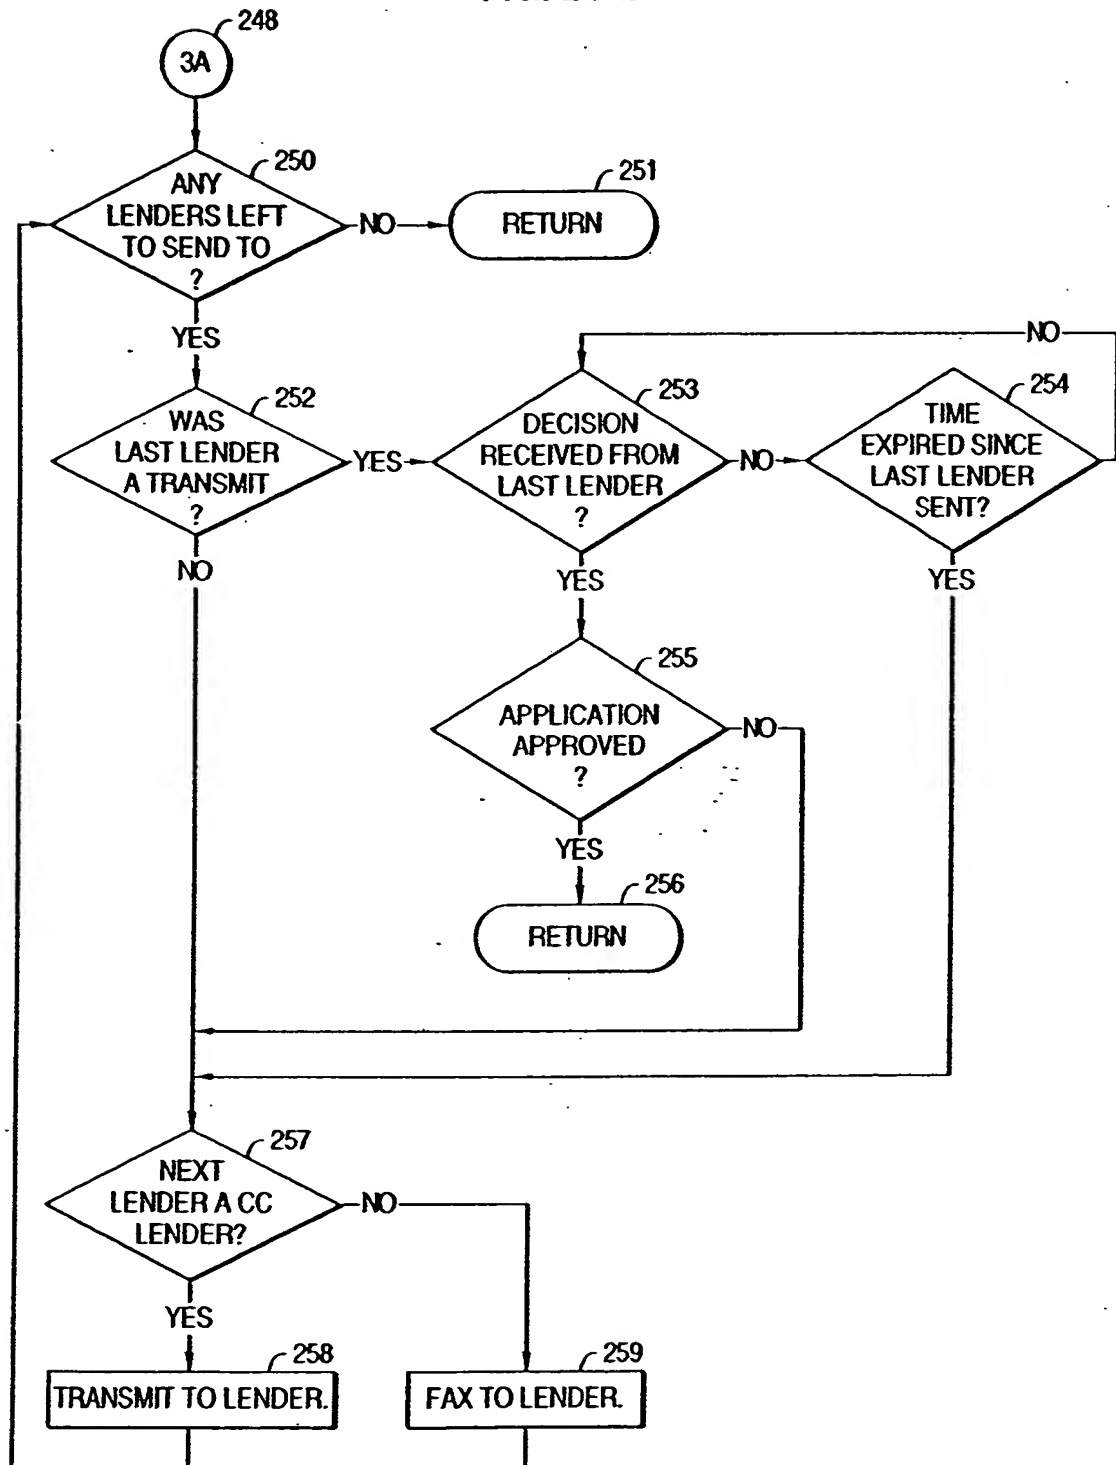 248
3A
250
ANY
LENDERS LEFT
TO SEND TO
?
NO
251
RETURN
YES
252
WAS
LAST LENDER
A TRANSMIT
?
YES
NO
253
DECISION
RECEIVED FROM
LAST LENDER
?
NO
254
TIME
EXPIRED SINCE
LAST LENDER
SENT?
NO
YES
YES
255
APPLICATION
APPROVED
?
NO
YES
256
RETURN
257
NEXT
LENDER A CC
LENDER?
NO
YES
258
TRANSMIT TO LENDER.
259
FAX TO LENDER.